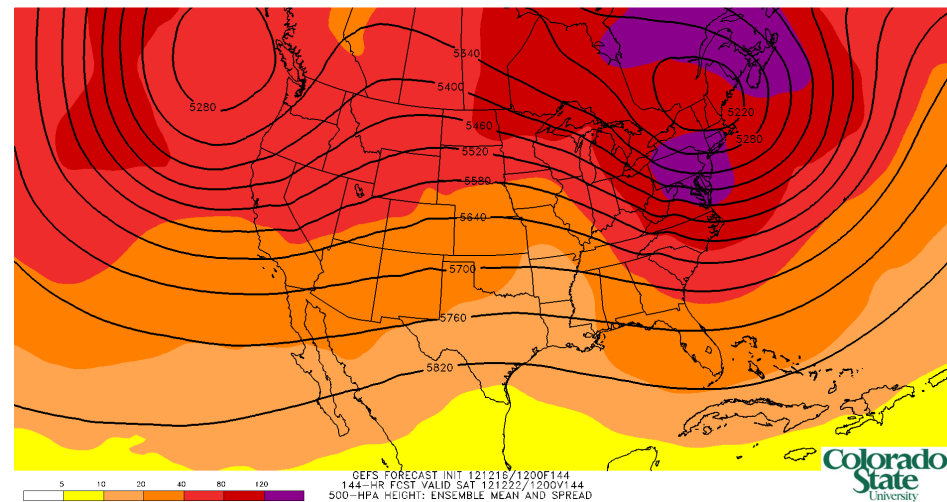 5340
5280
5400
5220
5460
5280
5520
5580
5640
5700
5760
5820
Colorado
State
University
GEFS FORECAST INIT 121216/1200F144
144-HR FCST VALID SAT 121222/1200V144
500-HPA HEIGHT: ENSEMBLE MEAN AND SPREAD
5 10 20 40 80 120